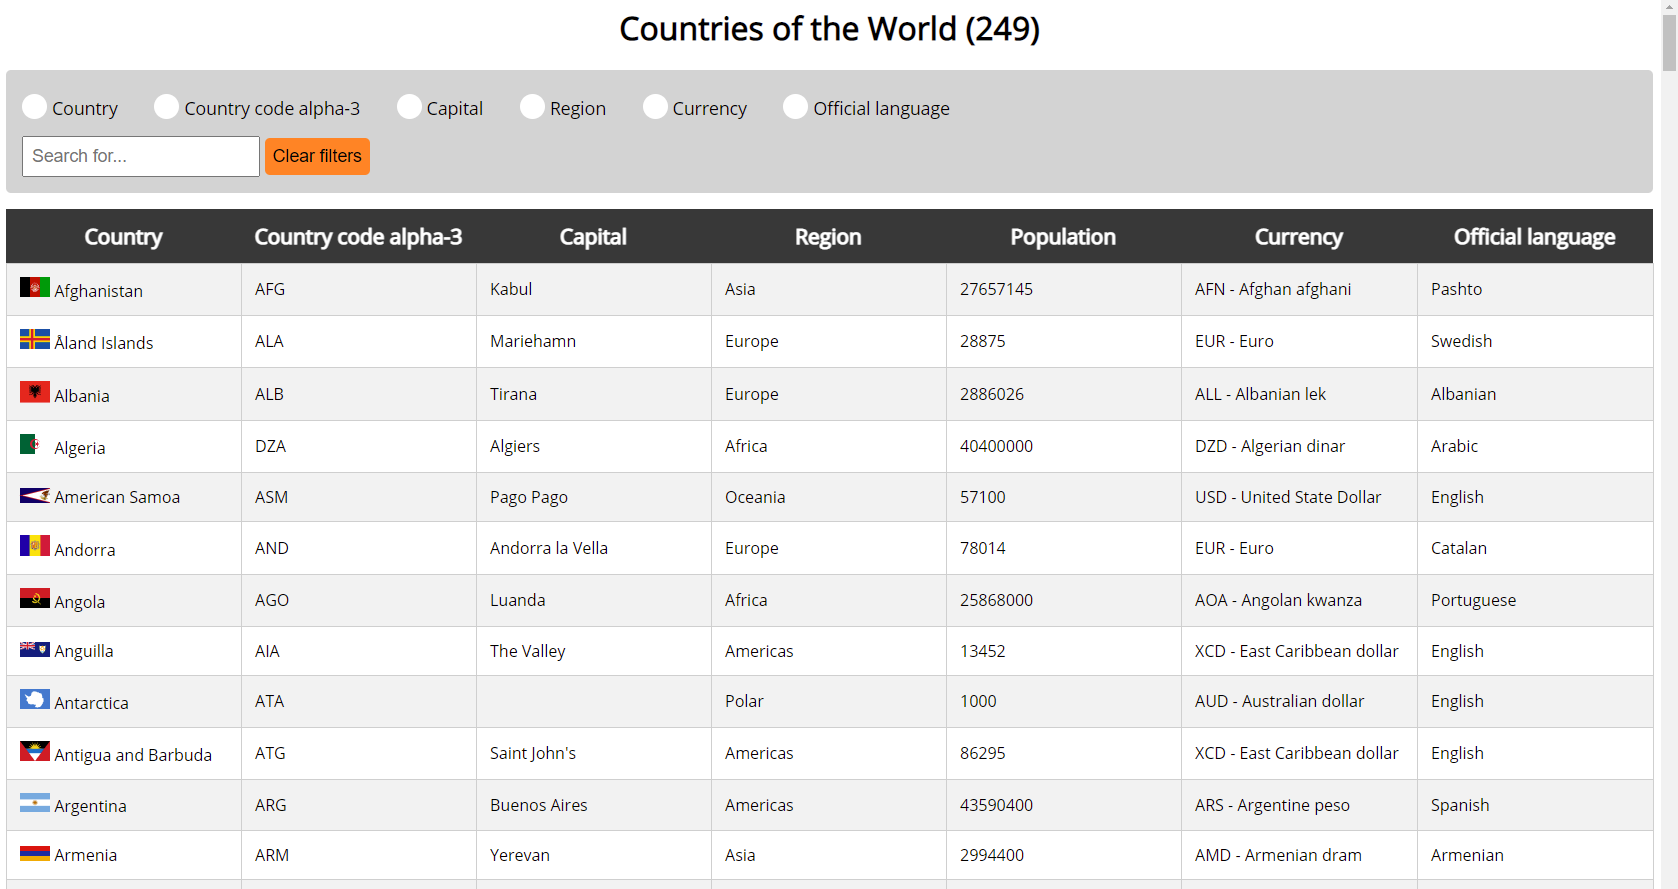 Countries of the World (249)
Country Country code alpha-3 Capital Region Currency Official language
Search for... Clear filters
Country Country code alpha-3 Capital Region Population Currency Official language
Afghanistan AFG Kabul Asia 27657145 AFN - Afghan afghani Pashto
Åland Islands ALA Mariehamn Europe 28875 EUR - Euro Swedish
Albania ALB Tirana Europe 2886026 ALL - Albanian lek Albanian
Algeria DZA Algiers Africa 40400000 DZD - Algerian dinar Arabic
American Samoa ASM Pago Pago Oceania 57100 USD - United State Dollar English
Andorra AND Andorra la Vella Europe 78014 EUR - Euro Catalan
Angola AGO Luanda Africa 25868000 AOA - Angolan kwanza Portuguese
Anguilla AIA The Valley Americas 13452 XCD - East Caribbean dollar English
Antarctica ATA Polar 1000 AUD - Australian dollar English
Antigua and Barbuda ATG Saint John's Americas 86295 XCD - East Caribbean dollar English
Argentina ARG Buenos Aires Americas 43590400 ARS - Argentine peso Spanish
Armenia ARM Yerevan Asia 2994400 AMD - Armenian dram Armenian